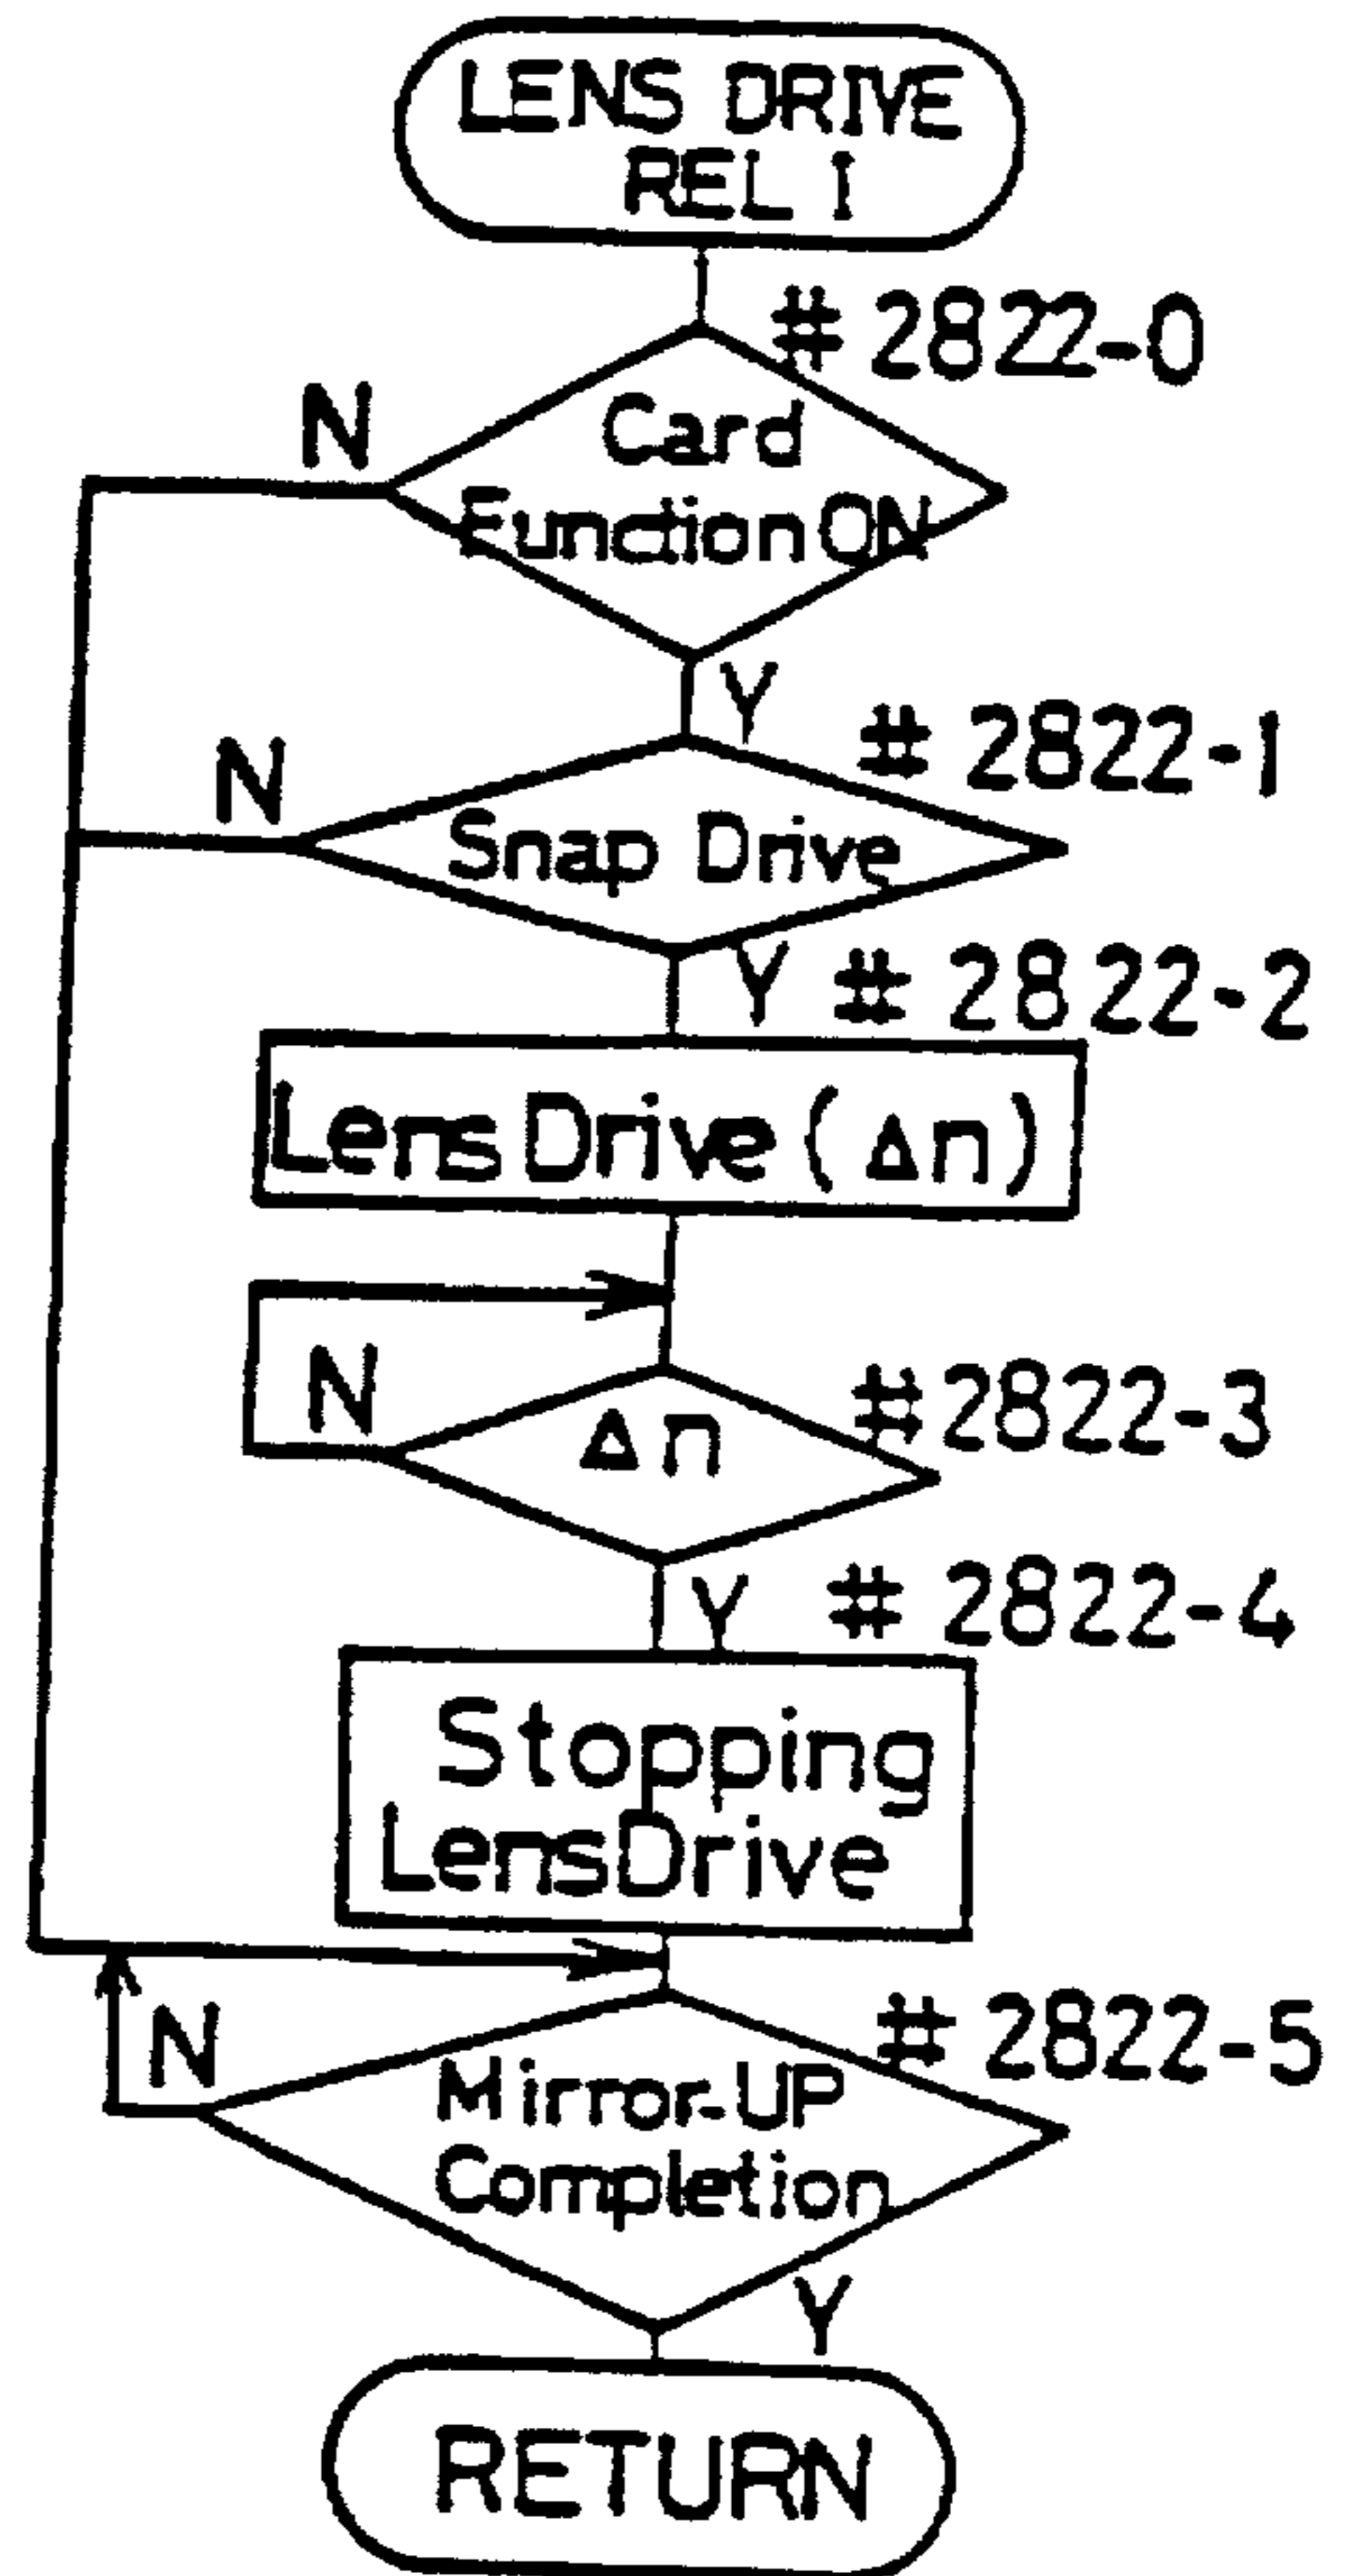 LENS DRIVE
REL I
# 2822-0
N
Card
Function ON
Y
# 2822-1
N
Snap Drive
Y
# 2822-2
Lens Drive (Δn)
N
Δn
# 2822-3
Y
# 2822-4
Stopping
Lens Drive
N
# 2822-5
Mirror-UP
Completion
Y
RETURN